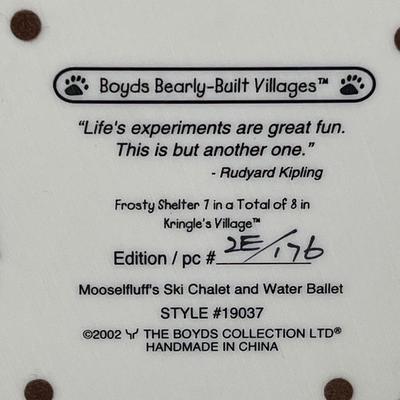 Boyds Bearly-Built Villages™
"Life's experiments are great fun.
This is but another one."
- Rudyard Kipling
Frosty Shelter 7 in a Total of 8 in
Kringle's Village™
Edition / pc # 2E/176
Mooselfluff's Ski Chalet and Water Ballet
STYLE #19037
©2002 THE BOYDS COLLECTION LTD®
HANDMADE IN CHINA